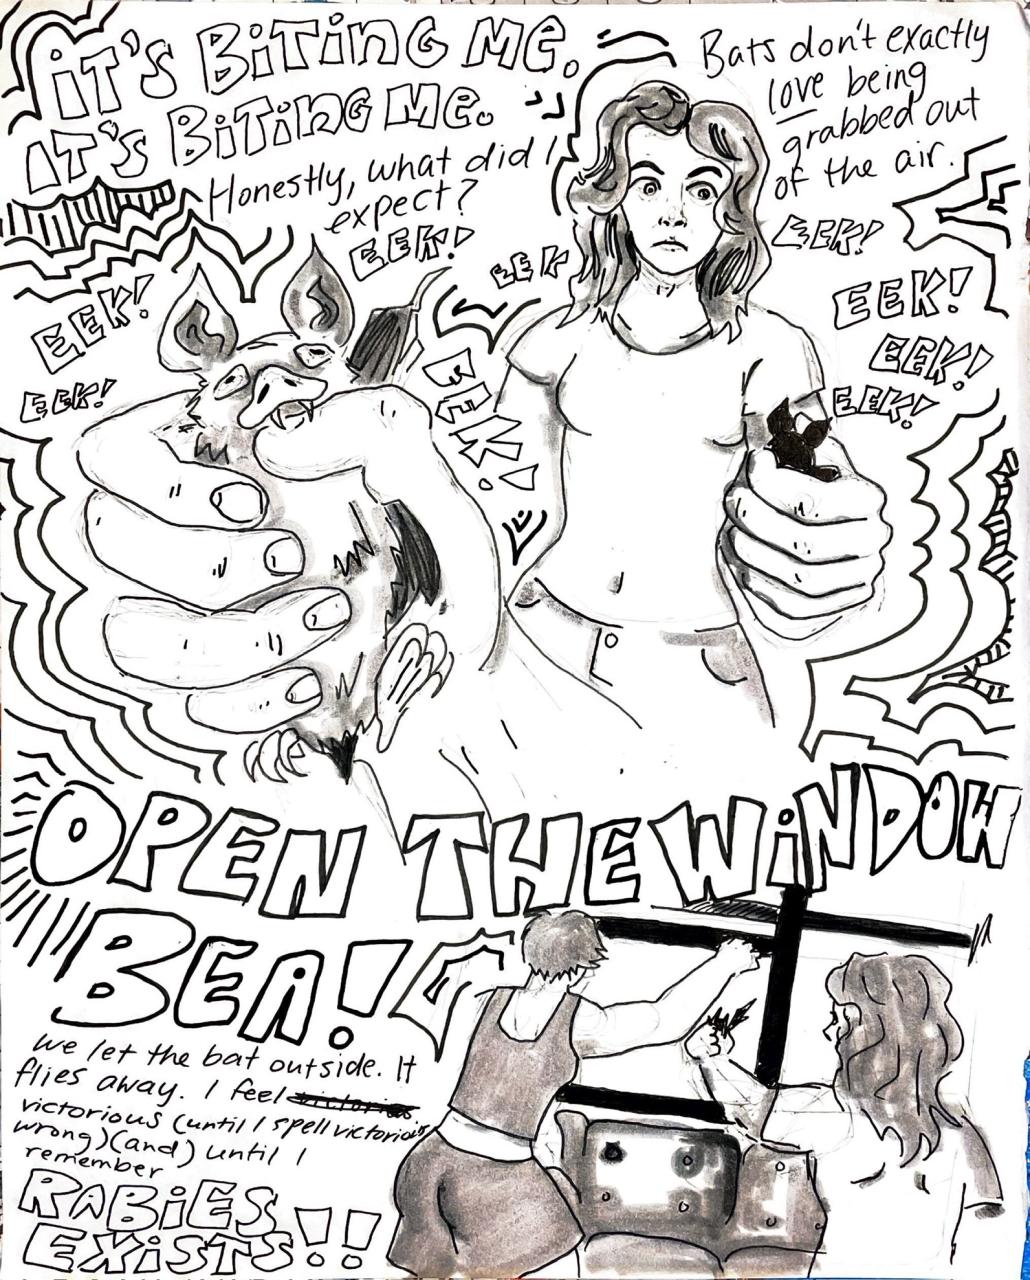 IT'S BITING ME.
IT'S BITING ME.
Honestly, what did I
expect?
Bats don't exactly
love being
grabbed out
of the air.
EEK!
EEK
EEK!
EEK!
EEK!
EEK!
EEK!
EEK!
EEK!
OPEN THE WINDOW
BEA!
We let the bat outside. It
flies away. I feel
victorious (until I spell victorious
wrong) (and) until I
remember
RABIES
EXISTS!!